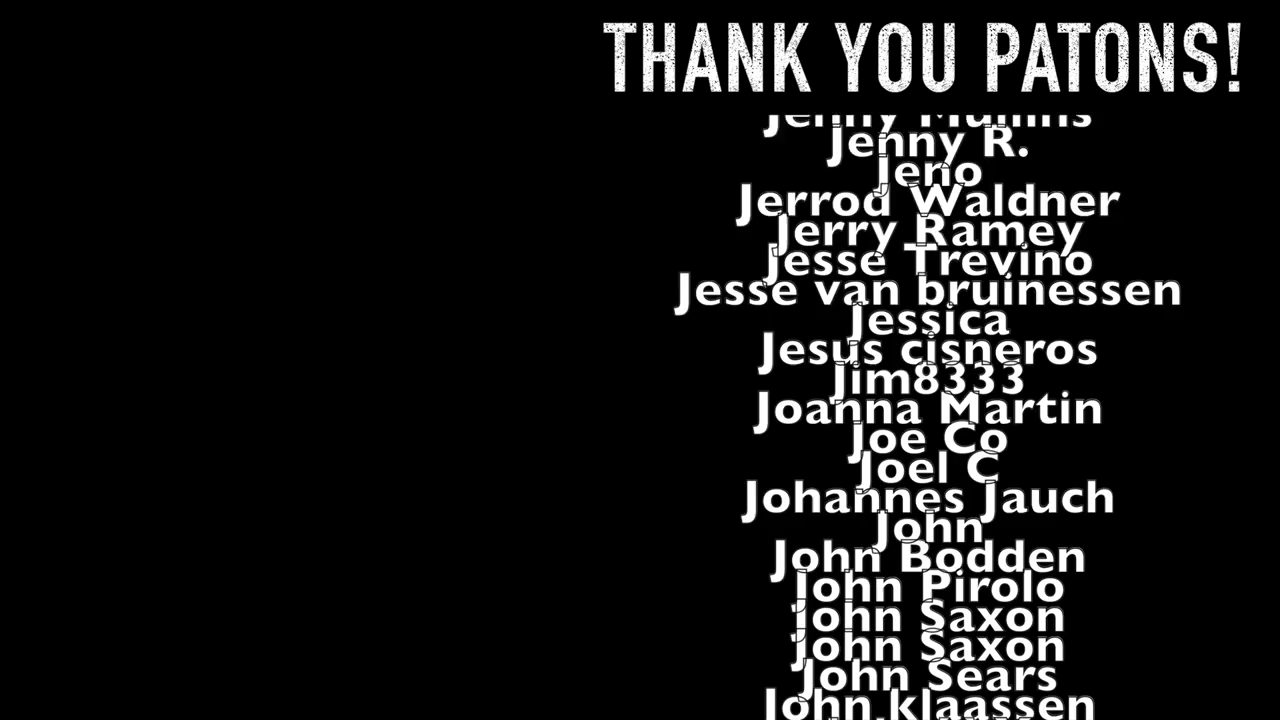 THANK YOU PATONS!
Jenny Mullins
Jenny R.
Jeno
Jerrod Waldner
Jerry Ramey
Jesse Trevino
Jesse van bruinessen
Jessica
Jesus cisneros
Jim8333
Joanna Martin
Joe Co
Joel C
Johannes Jauch
John
John Bodden
John Pirolo
John Saxon
John Saxon
John Sears
John.klaassen